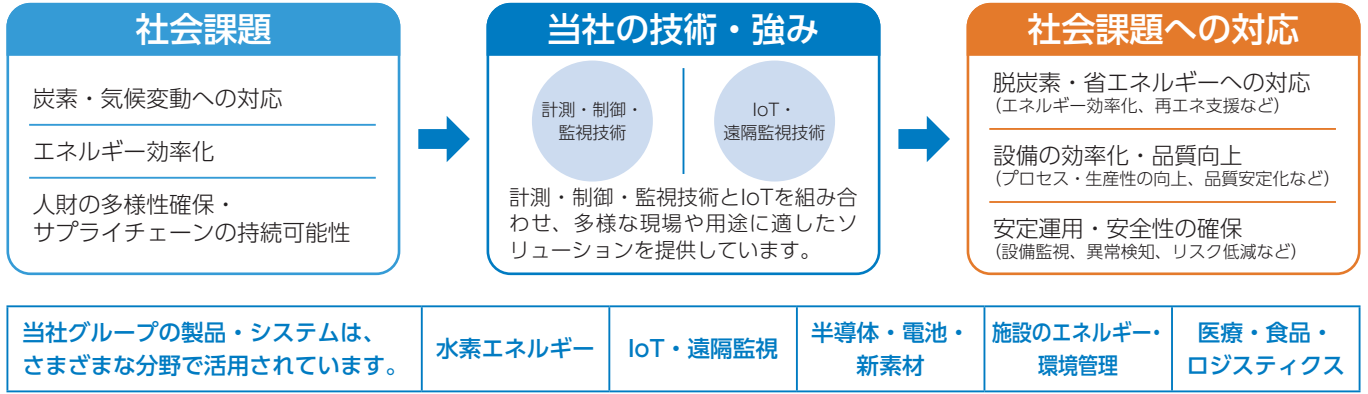 社会課題
炭素・気候変動への対応
エネルギー効率化
人財の多様性確保・
サプライチェーンの持続可能性
当社の技術・強み
計測・制御・
監視技術
IoT・
遠隔監視技術
計測・制御・監視技術とIoTを組み合
わせ、多様な現場や用途に適したソ
リューションを提供しています。
社会課題への対応
脱炭素・省エネルギーへの対応
(エネルギー効率化、再エネ支援など)
設備の効率化・品質向上
(プロセス・生産性の向上、品質安定化など)
安定運用・安全性の確保
(設備監視、異常検知、リスク低減など)
当社グループの製品・システムは、
さまざまな分野で活用されています。
水素エネルギー
IoT・遠隔監視
半導体・電池・
新素材
施設のエネルギー・
環境管理
医療・食品・
ロジスティクス